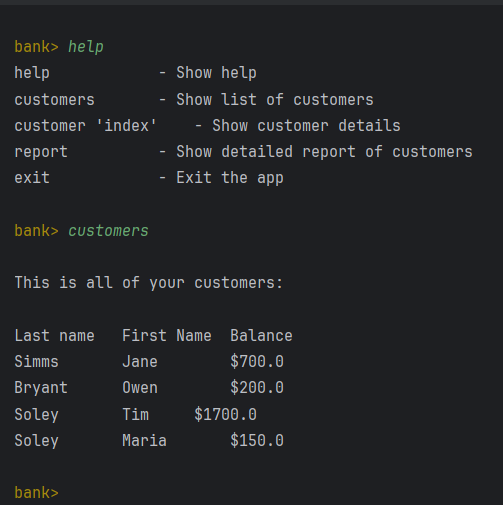 bank> help
help            - Show help
customers       - Show list of customers
customer 'index'    - Show customer details
report          - Show detailed report of customers
exit            - Exit the app
bank> customers
This is all of your customers:
Last name   First Name  Balance
Simms       Jane        $700.0
Bryant      Owen        $200.0
Soley       Tim     $1700.0
Soley       Maria       $150.0
bank>